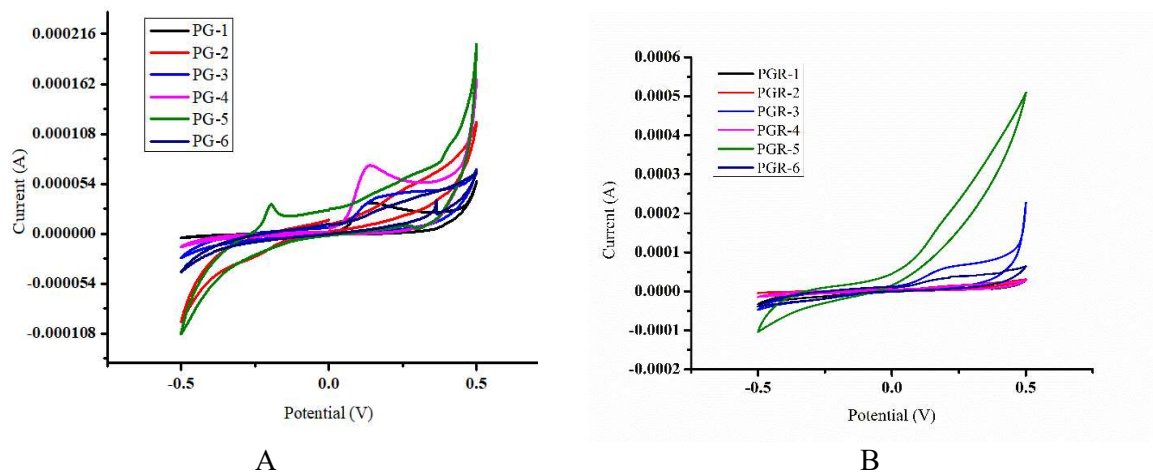 0.000216
0.000162
0.000108
0.000054
0.000000
-0.000054
-0.000108
Current (A)
PG-1
PG-2
PG-3
PG-4
PG-5
PG-6
-0.5
0.0
0.5
Potential (V)
A
0.0006
0.0005
0.0004
0.0003
0.0002
0.0001
0.0000
-0.0001
-0.0002
Current (A)
PGR-1
PGR-2
PGR-3
PGR-4
PGR-5
PGR-6
-0.5
0.0
0.5
Potential (V)
B